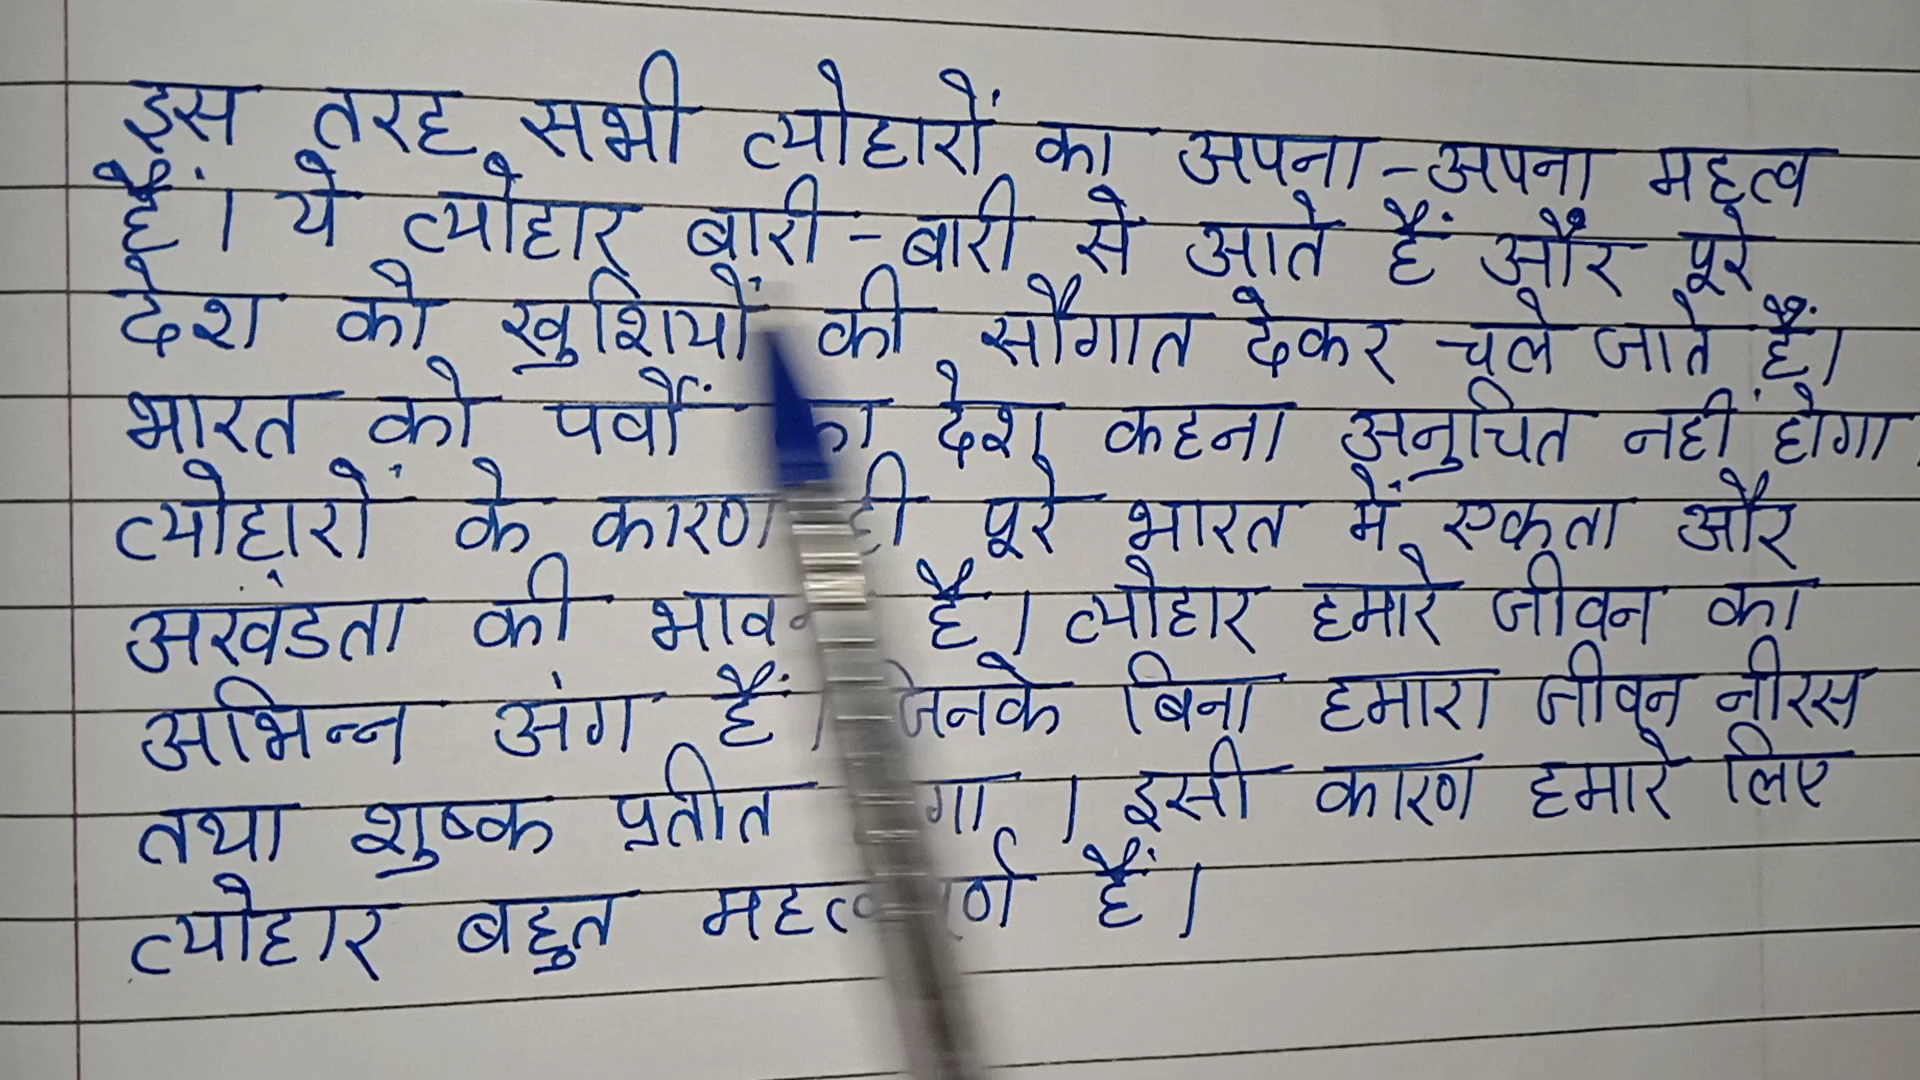 इस तरह सभी त्योहारों का अपना-अपना महत्व
हैं। ये त्योहार बारी-बारी से आते हैं और पूरे
देश को खुशियों की सौगात देकर चले जाते हैं।
भारत को पर्वों का देश कहना अनुचित नहीं होगा
त्योहारों के कारण ही पूरे भारत में एकता और
अखंडता की है। त्योहार हमारे जीवन का
अभिन्न अंग हैं। जिनके बिना हमारा जीवन नीरस
तथा शुष्क प्रतीत । इसी कारण हमारे लिए
त्योहार बहुत हैं।